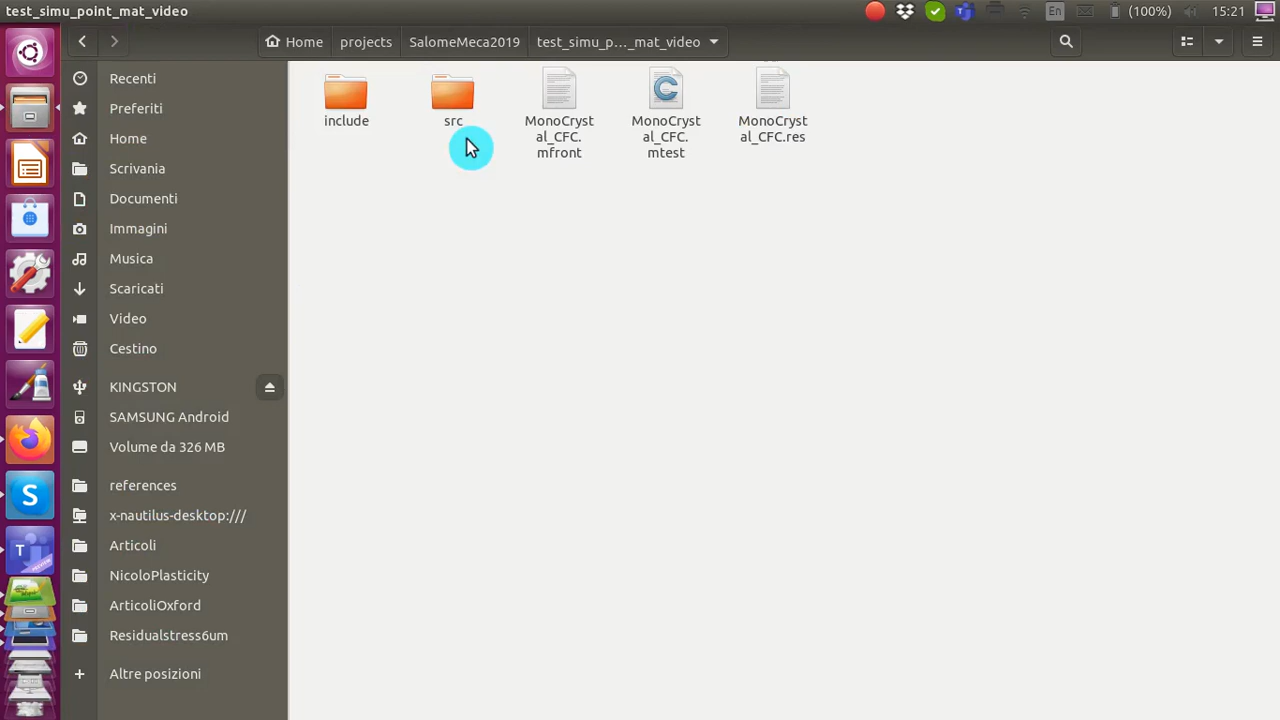 test_simu_point_mat_video
En
(100%)
15:21
Home
projects
SalomeMeca2019
test_simu_p…_mat_video
Recenti
Preferiti
Home
Scrivania
Documenti
Immagini
Musica
Scaricati
Video
Cestino
KINGSTON
SAMSUNG Android
Volume da 326 MB
references
x-nautilus-desktop:///
Articoli
NicoloPlasticity
ArticoliOxford
Residualstress6um
Altre posizioni
include
src
MonoCryst
al_CFC.
mfront
MonoCryst
al_CFC.
mtest
MonoCryst
al_CFC.res